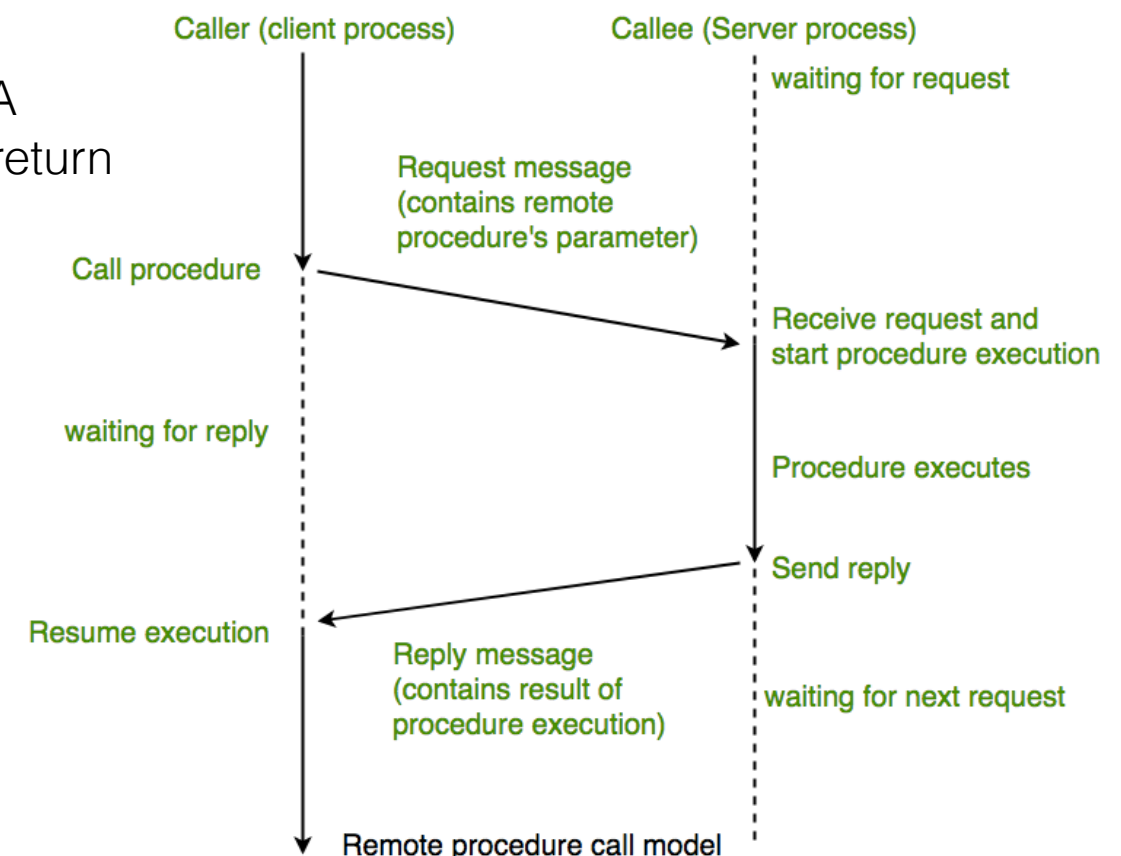 Caller (client process)
Callee (Server process)
waiting for request
A
return
Request message
(contains remote
procedure's parameter)
Call procedure
Receive request and
start procedure execution
waiting for reply
Procedure executes
Send reply
Resume execution
Reply message
(contains result of
procedure execution)
waiting for next request
Remote procedure call model